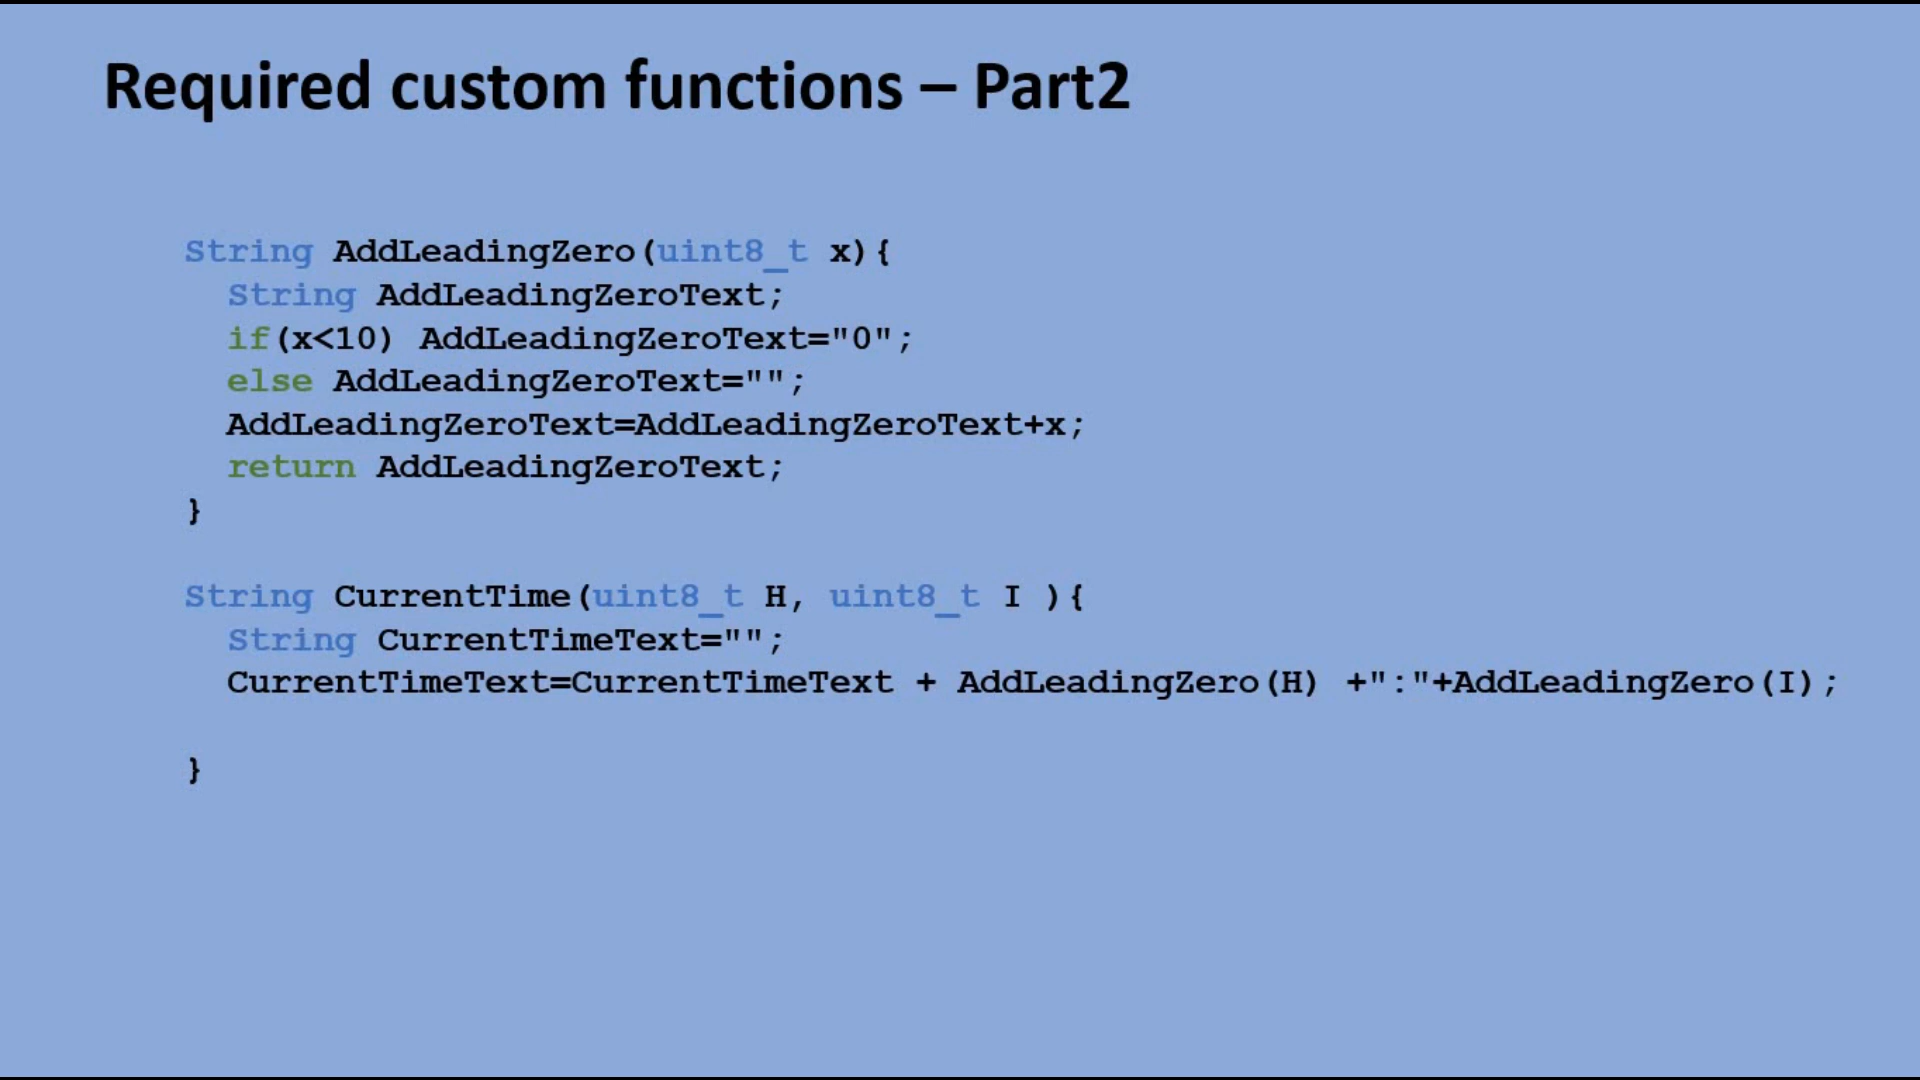 Required custom functions – Part2
String AddLeadingZero(uint8_t x){
String AddLeadingZeroText;
if(x<10) AddLeadingZeroText="0";
else AddLeadingZeroText="";
AddLeadingZeroText=AddLeadingZeroText+x;
return AddLeadingZeroText;
}
String CurrentTime(uint8_t H, uint8_t I ){
String CurrentTimeText="";
CurrentTimeText=CurrentTimeText + AddLeadingZero(H) +":"+AddLeadingZero(I);
}